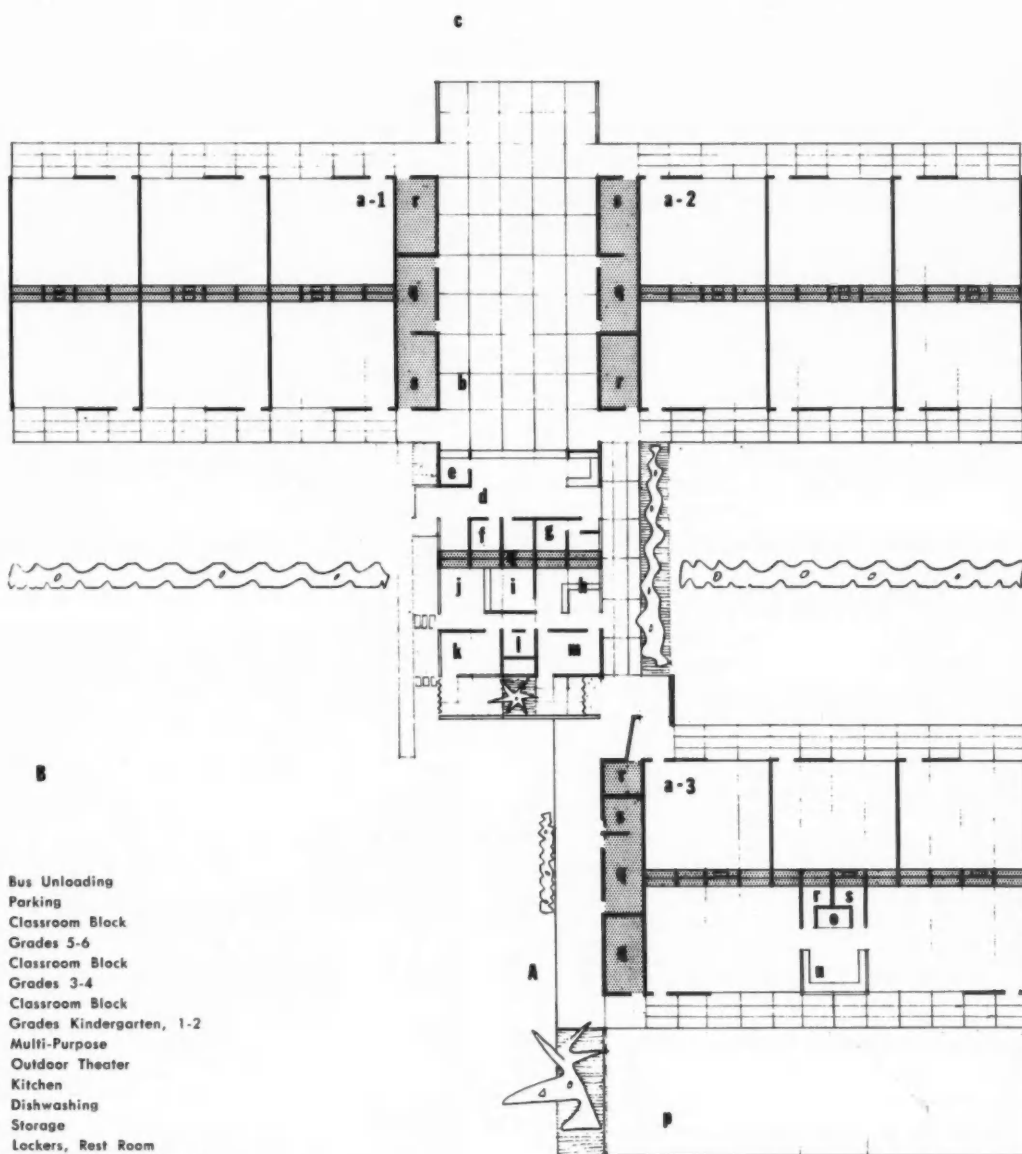 c
a-1
r
s
a-2
q
q
s
b
r
e
d
f
g
j
i
h
k
l
m
B
r
a-3
s
q
r
s
o
q
n
A
Bus Unloading
Parking
Classroom Block
Grades 5-6
Classroom Block
Grades 3-4
Classroom Block
Grades Kindergarten, 1-2
Multi-Purpose
Outdoor Theater
Kitchen
Dishwashing
Storage
Lockers, Rest Room
p